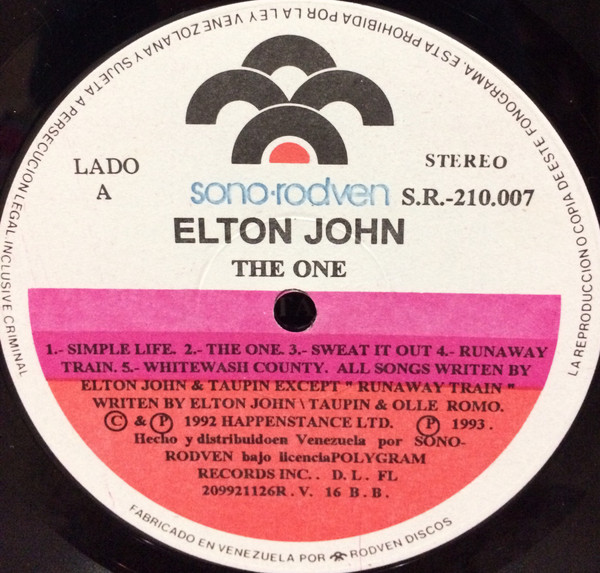 LA REPRODUCCION O COPIA DE ESTE FONOGRAMA, ESTA PROHIBIDA POR LA LEY VENEZOLANA Y SUJETA A PERSECUCION LEGAL INCLUSIVE CRIMINAL
LADO
A
STEREO
sono·rodven
S.R.-210.007
ELTON JOHN
THE ONE
1.- SIMPLE LIFE. 2.- THE ONE. 3.- SWEAT IT OUT 4.- RUNAWAY
TRAIN. 5.- WHITEWASH COUNTY. ALL SONGS WRITEN BY
ELTON JOHN & TAUPIN EXCEPT " RUNAWAY TRAIN "
WRITEN BY ELTON JOHN \ TAUPIN & OLLE ROMO.
© & Ⓟ 1992 HAPPENSTANCE LTD. Ⓟ 1993.
Hecho y distribuldoen Venezuela por SONO-
RODVEN bajo licenciaPOLYGRAM
RECORDS INC.. D. L. FL
209921126R. V. 16 B. B.
FABRICADO EN VENEZUELA POR RODVEN DISCOS